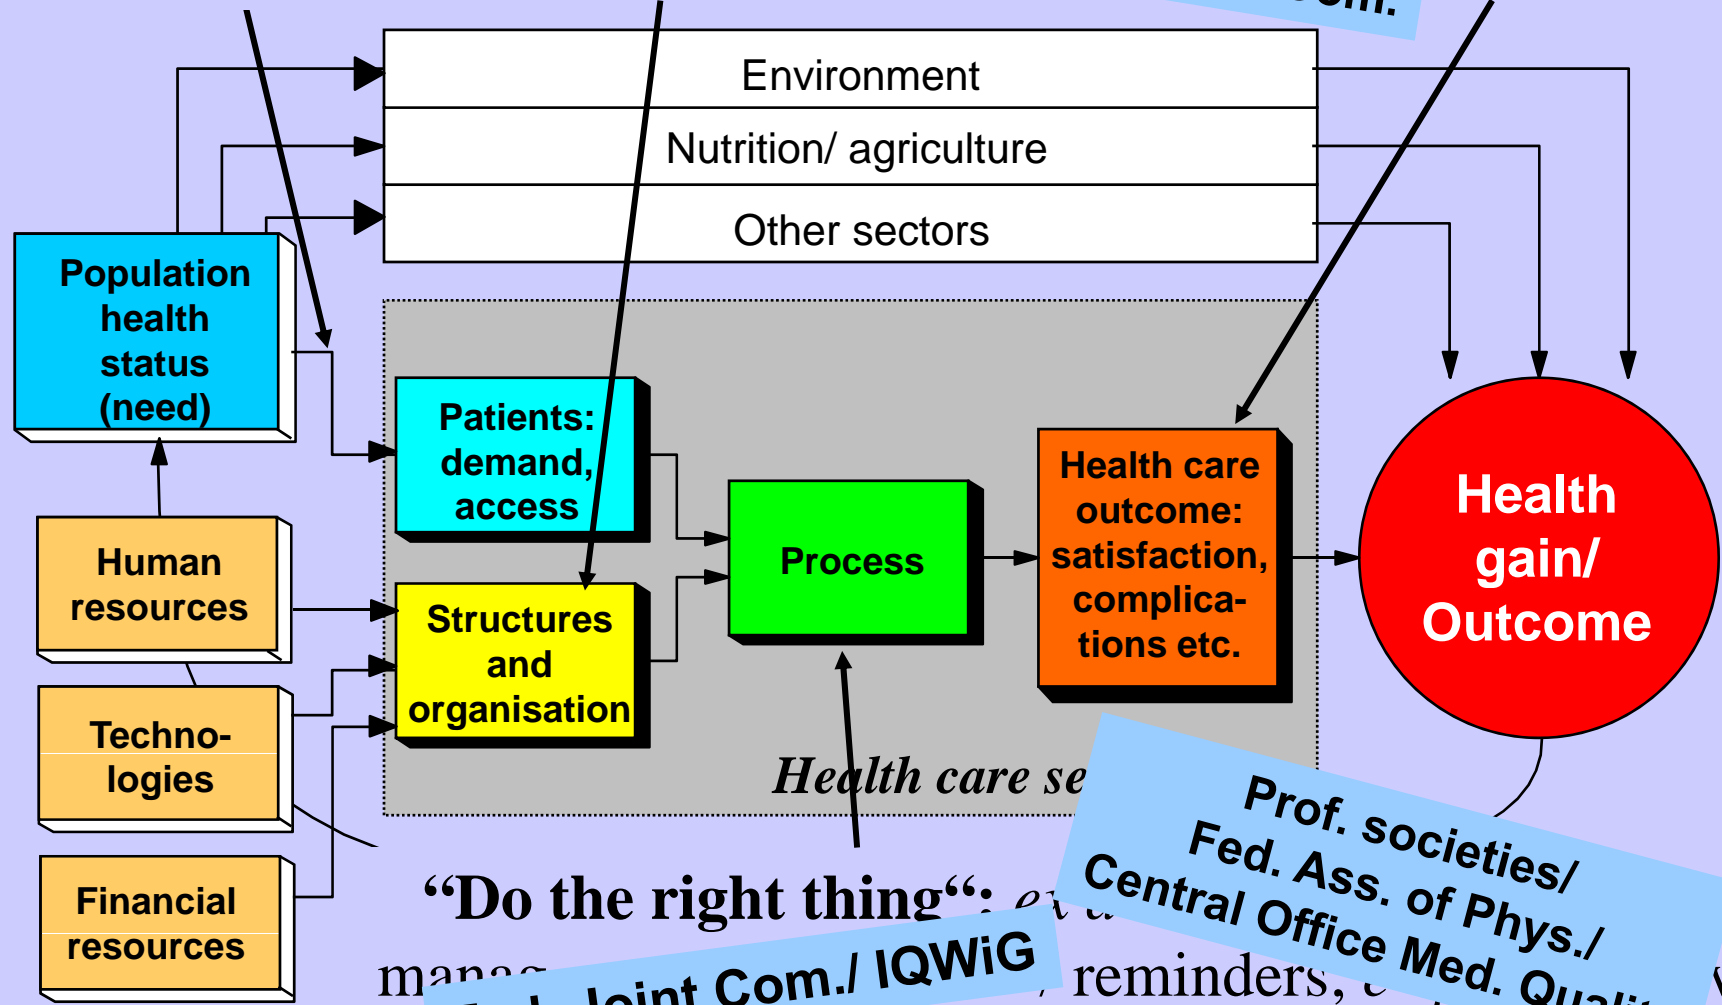 Com.
Environment
Nutrition/ agriculture
Other sectors
Population
health
status
(need)
Patients:
demand,
access
Human
resources
Structures
and
organisation
Process
Health care
outcome:
satisfaction,
complica-
tions etc.
Health
gain/
Outcome
Techno-
logies
Health care
Financial
resources
“Do the right thing“:
Joint Com./ IQWiG
reminders,
Prof. societies/
Fed. Ass. of Phys./
Central Office Med.